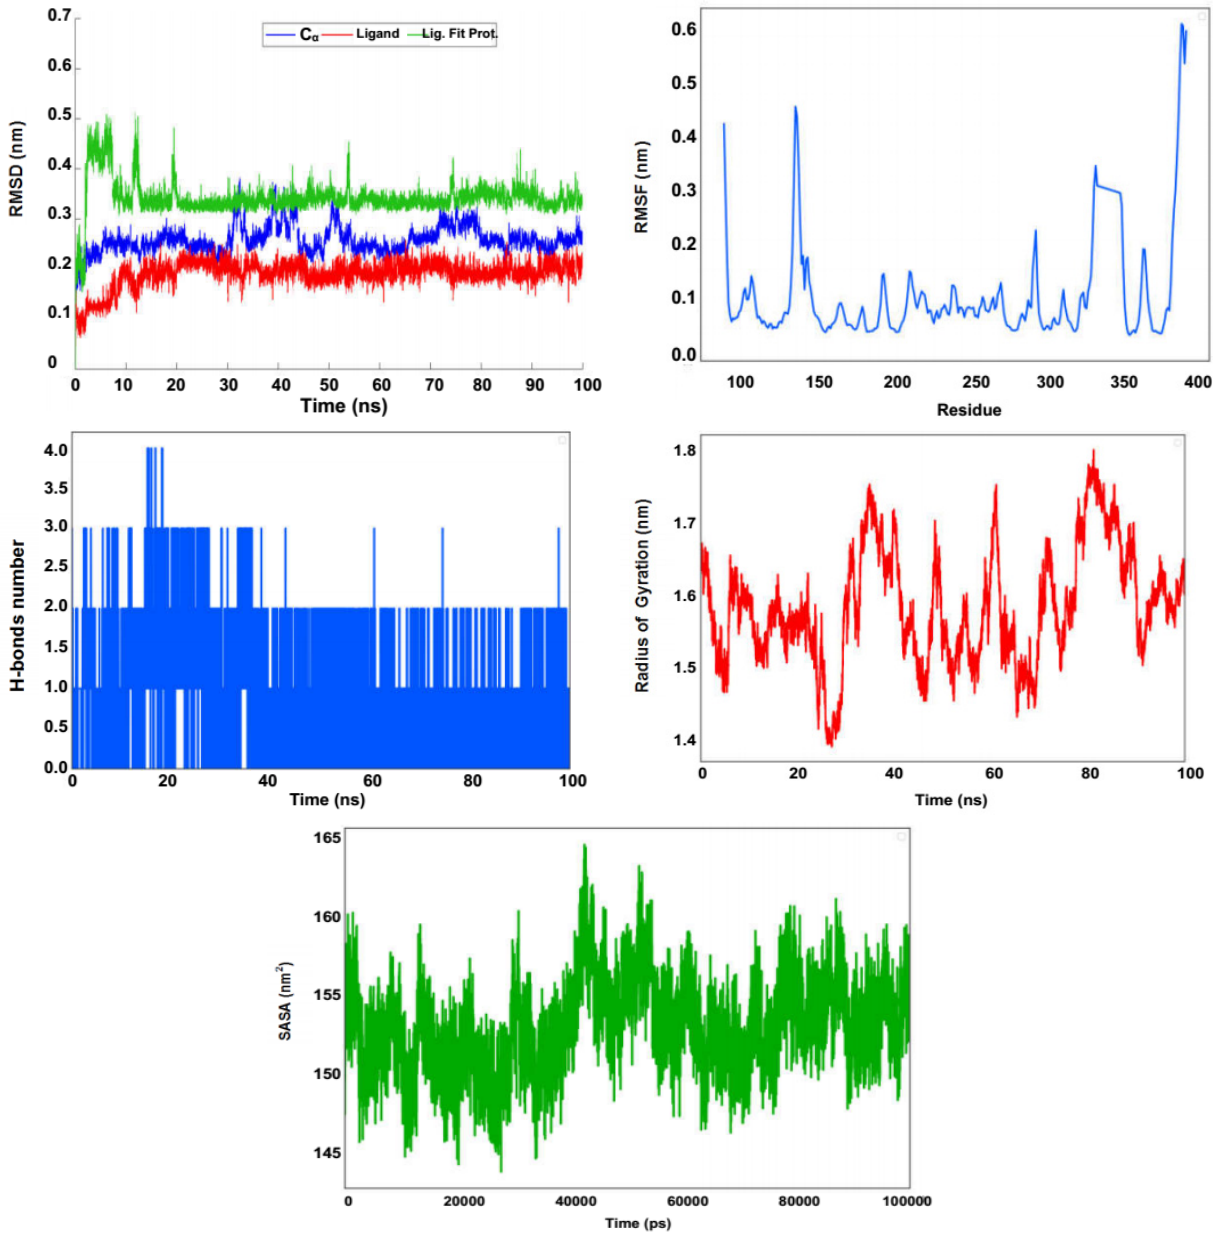 0.7
0.6
0.5
0.4
0.3
0.2
0.1
0
RMSD (nm)
Cα Ligand Lig. Fit Prot.
0 10 20 30 40 50 60 70 80 90 100
Time (ns)
0.6
0.5
0.4
0.3
0.2
0.1
0.0
RMSF (nm)
100 150 200 250 300 350 400
Residue
4.0
3.5
3.0
2.5
2.0
1.5
1.0
0.5
0.0
H-bonds number
0 20 40 60 80 100
Time (ns)
1.8
1.7
1.6
1.5
1.4
Radius of Gyration (nm)
0 20 40 60 80 100
Time (ns)
165
160
155
150
145
SASA (nm²)
0 20000 40000 60000 80000 100000
Time (ps)